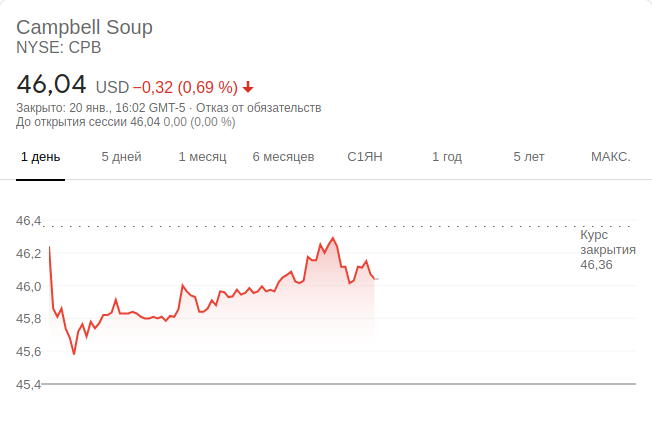 Campbell Soup
NYSE: CPB
46,04 USD −0,32 (0,69 %)
Закрыто: 20 янв., 16:02 GMT-5 · Отказ от обязательств
До открытия сессии 46,04 0,00 (0,00 %)
1 день 5 дней 1 месяц 6 месяцев С1ЯН 1 год 5 лет МАКС.
46,4
Курс
закрытия
46,36
46,2
46,0
45,8
45,6
45,4